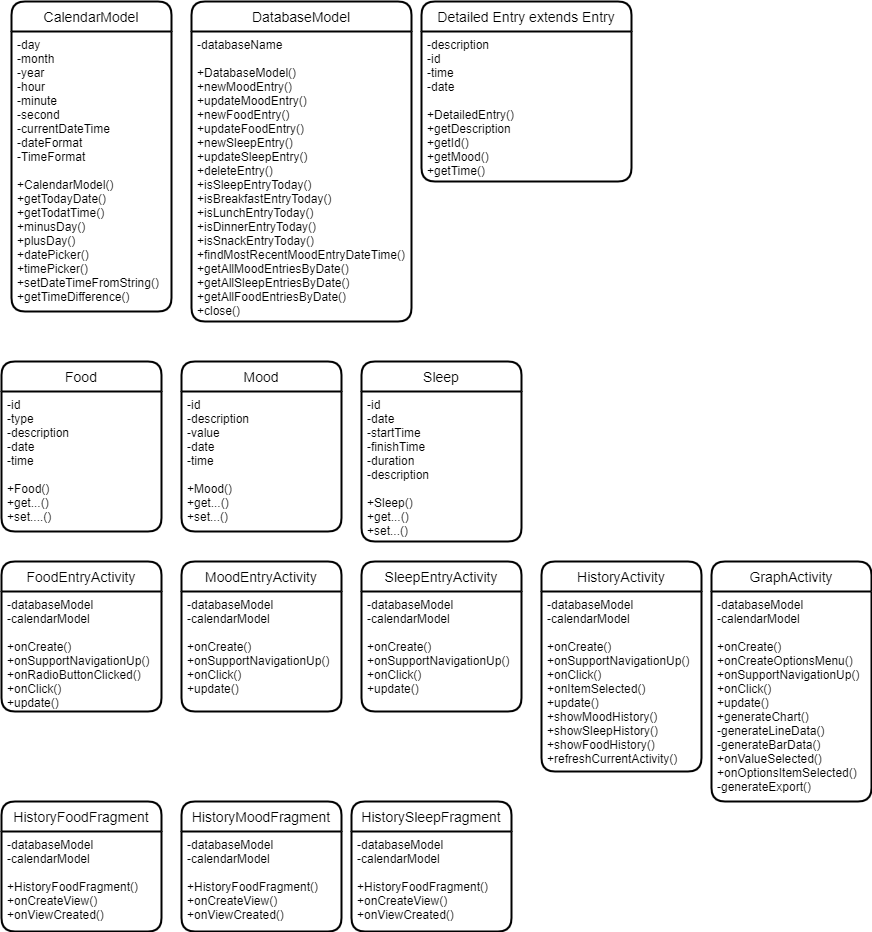 CalendarModel
-day
-month
-year
-hour
-minute
-second
-currentDateTime
-dateFormat
-TimeFormat
+CalendarModel()
+getTodayDate()
+getTodatTime()
+minusDay()
+plusDay()
+datePicker()
+timePicker()
+setDateTimeFromString()
+getTimeDifference()
DatabaseModel
-databaseName
+DatabaseModel()
+newMoodEntry()
+updateMoodEntry()
+newFoodEntry()
+updateFoodEntry()
+newSleepEntry()
+updateSleepEntry()
+deleteEntry()
+isSleepEntryToday()
+isBreakfastEntryToday()
+isLunchEntryToday()
+isDinnerEntryToday()
+isSnackEntryToday()
+findMostRecentMoodEntryDateTime()
+getAllMoodEntriesByDate()
+getAllSleepEntriesByDate()
+getAllFoodEntriesByDate()
+close()
Detailed Entry extends Entry
-description
-id
-time
-date
+DetailedEntry()
+getDescription
+getId()
+getMood()
+getTime()
Food
-id
-type
-description
-date
-time
+Food()
+get...()
+set....()
Mood
-id
-description
-value
-date
-time
+Mood()
+get...()
+set...()
Sleep
-id
-date
-startTime
-finishTime
-duration
-description
+Sleep()
+get...()
+set...()
FoodEntryActivity
-databaseModel
-calendarModel
+onCreate()
+onSupportNavigationUp()
+onRadioButtonClicked()
+onClick()
+update()
MoodEntryActivity
-databaseModel
-calendarModel
+onCreate()
+onSupportNavigationUp()
+onClick()
+update()
SleepEntryActivity
-databaseModel
-calendarModel
+onCreate()
+onSupportNavigationUp()
+onClick()
+update()
HistoryActivity
-databaseModel
-calendarModel
+onCreate()
+onSupportNavigationUp()
+onClick()
+onItemSelected()
+update()
+showMoodHistory()
+showSleepHistory()
+showFoodHistory()
+refreshCurrentActivity()
GraphActivity
-databaseModel
-calendarModel
+onCreate()
+onCreateOptionsMenu()
+onSupportNavigationUp()
+onClick()
+update()
+generateChart()
-generateLineData()
-generateBarData()
+onValueSelected()
+onOptionsItemSelected()
-generateExport()
HistoryFoodFragment
-databaseModel
-calendarModel
+HistoryFoodFragment()
+onCreateView()
+onViewCreated()
HistoryMoodFragment
-databaseModel
-calendarModel
+HistoryFoodFragment()
+onCreateView()
+onViewCreated()
HistorySleepFragment
-databaseModel
-calendarModel
+HistoryFoodFragment()
+onCreateView()
+onViewCreated()